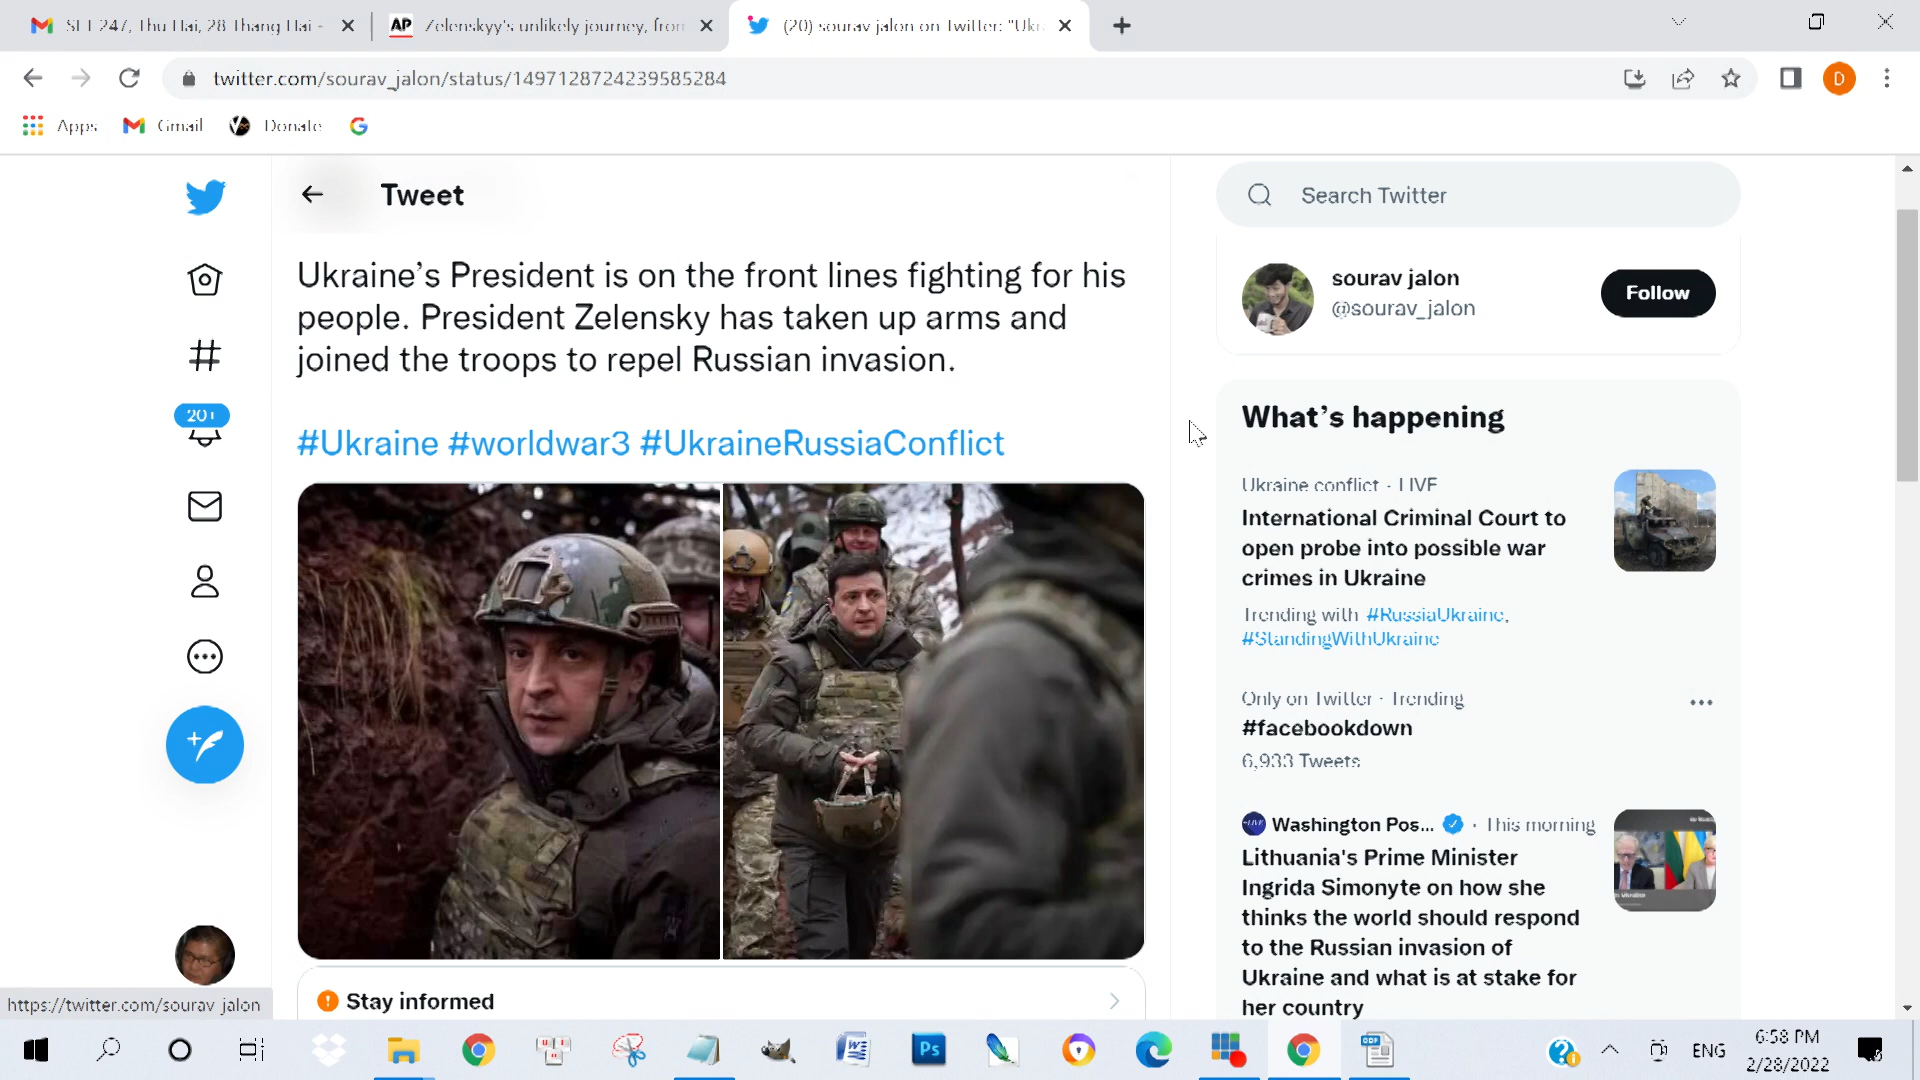 SET 247, Thu Hai, 28 Thang Hai -
AP Zelenskyy's unlikely journey, from
(20) sourav jalon on Twitter: "Ukra
twitter.com/sourav_jalon/status/1497128724239585284
D
Apps
Gmail
Donate
Tweet
Search Twitter
Ukraine's President is on the front lines fighting for his
people. President Zelensky has taken up arms and
joined the troops to repel Russian invasion.
#Ukraine #worldwar3 #UkraineRussiaConflict
20+
sourav jalon
@sourav_jalon
Follow
What's happening
Ukraine conflict · LIVE
International Criminal Court to
open probe into possible war
crimes in Ukraine
Trending with #RussiaUkraine,
#StandingWithUkraine
Only on Twitter · Trending
#facebookdown
6,933 Tweets
Washington Pos... · This morning
Lithuania's Prime Minister
Ingrida Simonyte on how she
thinks the world should respond
to the Russian invasion of
Ukraine and what is at stake for
her country
Stay informed
https://twitter.com/sourav_jalon
Ps
ODF
ENG
6:58 PM
2/28/2022